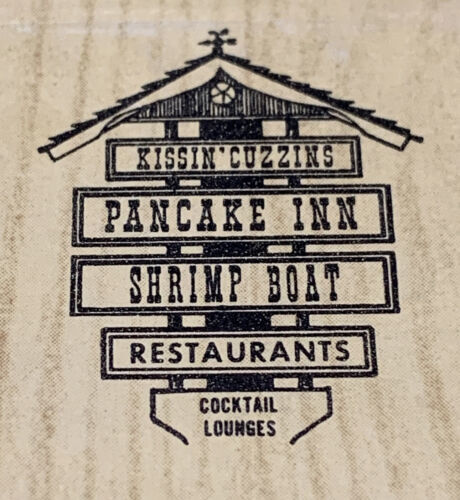 KISSIN' CUZZINS
PANCAKE INN
SHRIMP BOAT
RESTAURANTS
COCKTAIL
LOUNGES